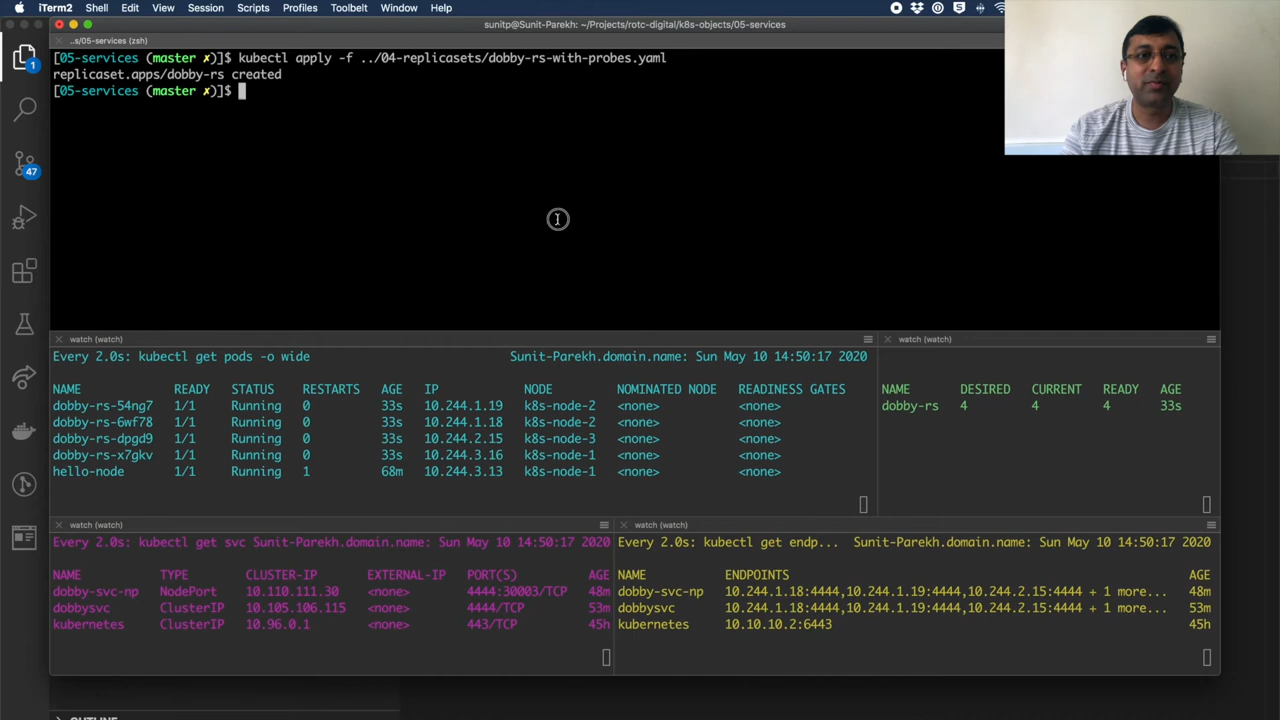 iTerm2 Shell Edit View Session Scripts Profiles Toolbelt Window Help
sunitp@Sunit-Parekh: ~/Projects/rotc-digital/k8s-objects/05-services
..s/05-services (zsh)
[05-services (master ✗)]$ kubectl apply -f ../04-replicasets/dobby-rs-with-probes.yaml
replicaset.apps/dobby-rs created
[05-services (master ✗)]$
1
47
watch (watch)
Every 2.0s: kubectl get pods -o wide Sunit-Parekh.domain.name: Sun May 10 14:50:17 2020
NAME READY STATUS RESTARTS AGE IP NODE NOMINATED NODE READINESS GATES
dobby-rs-54ng7 1/1 Running 0 33s 10.244.1.19 k8s-node-2 <none> <none>
dobby-rs-6wf78 1/1 Running 0 33s 10.244.1.18 k8s-node-2 <none> <none>
dobby-rs-dpgd9 1/1 Running 0 33s 10.244.2.15 k8s-node-3 <none> <none>
dobby-rs-x7gkv 1/1 Running 0 33s 10.244.3.16 k8s-node-1 <none> <none>
hello-node 1/1 Running 1 68m 10.244.3.13 k8s-node-1 <none> <none>
watch (watch)
NAME DESIRED CURRENT READY AGE
dobby-rs 4 4 4 33s
watch (watch)
Every 2.0s: kubectl get svc Sunit-Parekh.domain.name: Sun May 10 14:50:17 2020
NAME TYPE CLUSTER-IP EXTERNAL-IP PORT(S) AGE
dobby-svc-np NodePort 10.110.111.30 <none> 4444:30003/TCP 48m
dobbysvc ClusterIP 10.105.106.115 <none> 4444/TCP 53m
kubernetes ClusterIP 10.96.0.1 <none> 443/TCP 45h
watch (watch)
Every 2.0s: kubectl get endp... Sunit-Parekh.domain.name: Sun May 10 14:50:17 2020
NAME ENDPOINTS AGE
dobby-svc-np 10.244.1.18:4444,10.244.1.19:4444,10.244.2.15:4444 + 1 more... 48m
dobbysvc 10.244.1.18:4444,10.244.1.19:4444,10.244.2.15:4444 + 1 more... 53m
kubernetes 10.10.10.2:6443 45h
OUTLINE